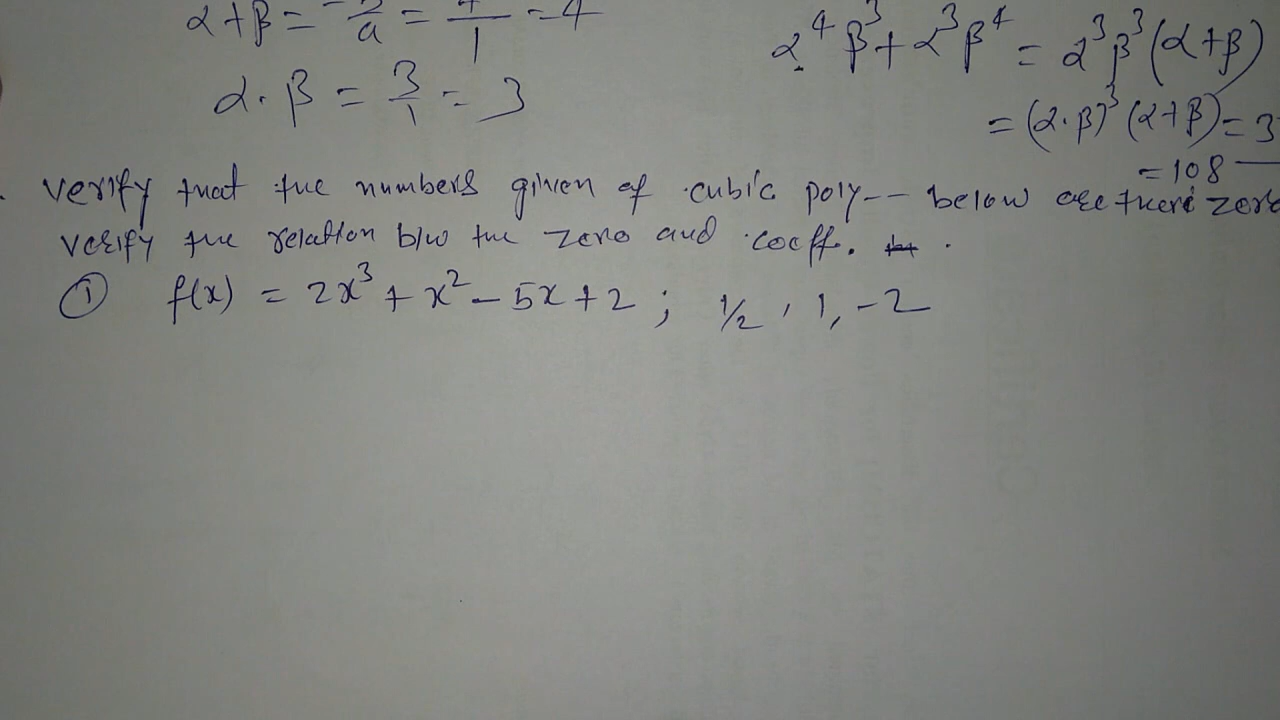 α+β = -b/a = 4/1 = 4
α⁴β³ + α³β⁴ = α³β³(α+β)
α·β = 3/1 = 3
= (α·β)³(α+β) = 3
= 108
verify that the numbers given of cubic poly-- below are there zero
verify the relation b/w the zero and coeff. .
① f(x) = 2x³ + x² - 5x + 2 ; 1/2 , 1, -2